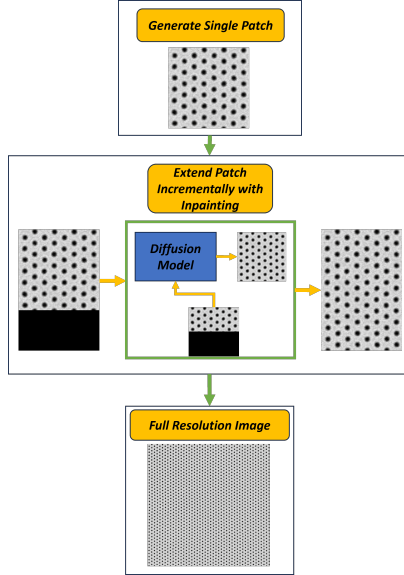 Generate Single Patch
Extend Patch
Incrementally with
Inpainting
Diffusion
Model
Full Resolution Image